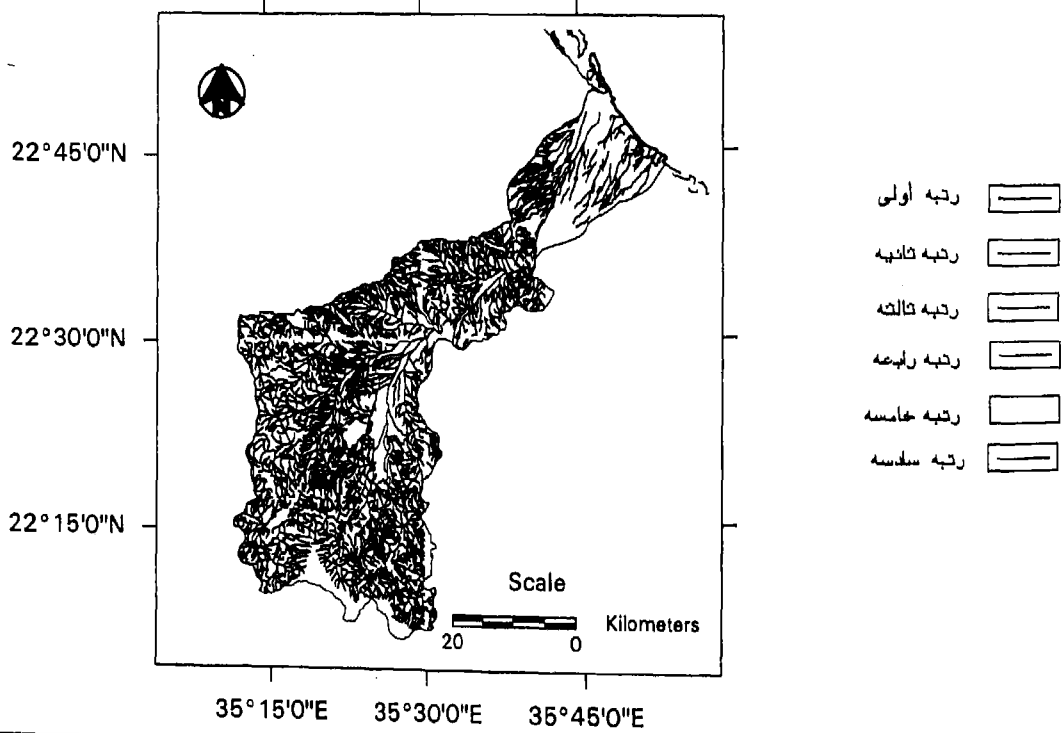 22°45'0"N
22°30'0"N
22°15'0"N
35°15'0"E 35°30'0"E 35°45'0"E
Scale
20 0 Kilometers
رتبه أولى
رتبه ثانيه
رتبه ثالثه
رتبه رابعه
رتبه خامسه
رتبه سادسه